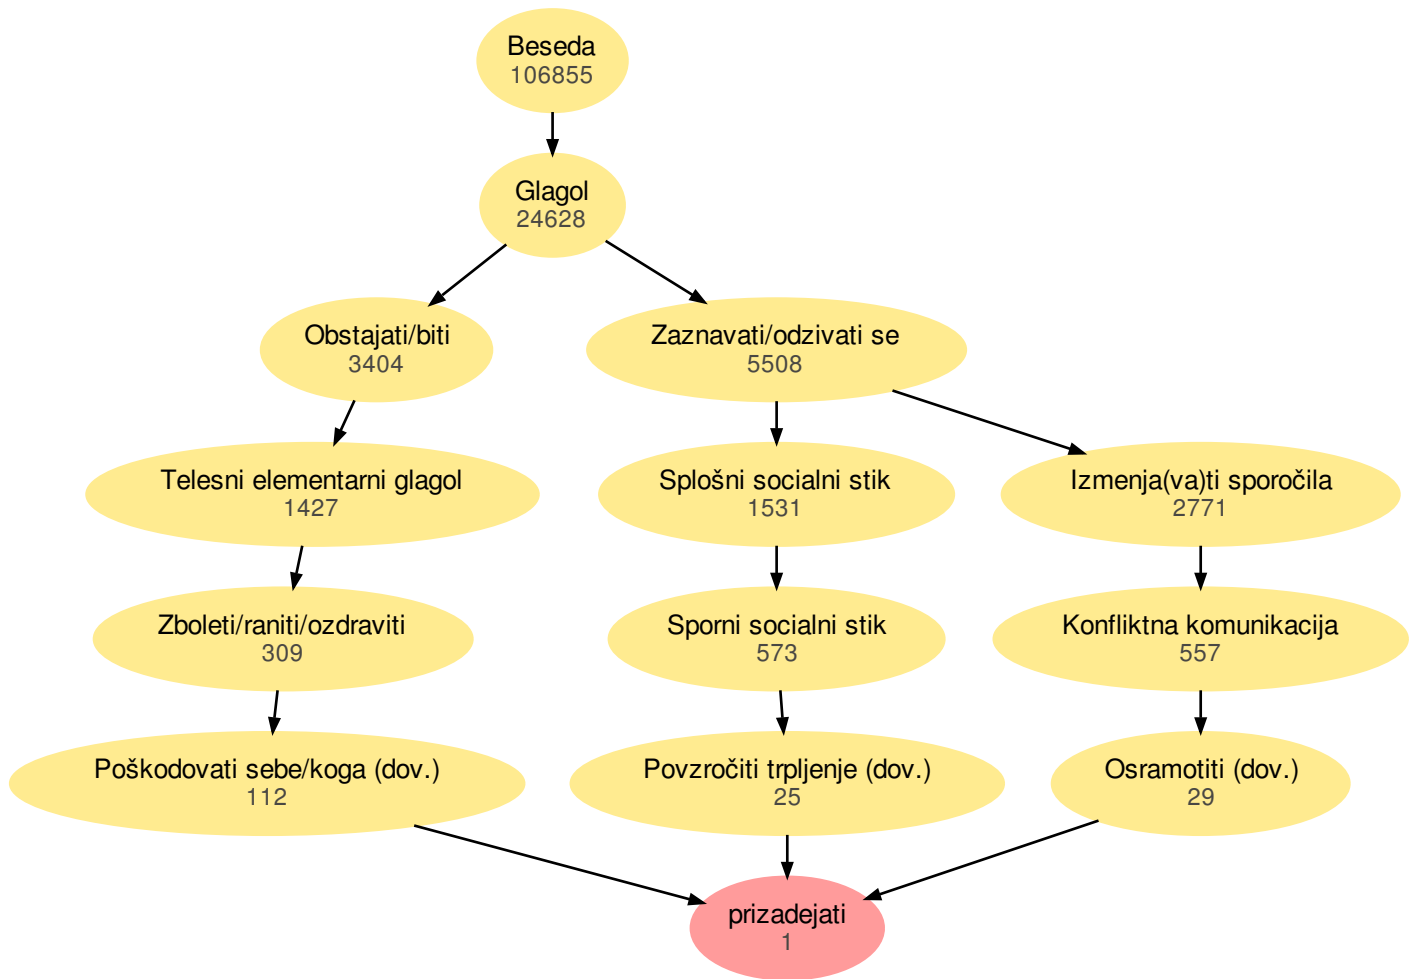 Beseda
106855
Glagol
24628
Obstajati/biti
3404
Zaznavati/odzivati se
5508
Telesni elementarni glagol
1427
Splošni socialni stik
1531
Izmenja(va)ti sporočila
2771
Zboleti/raniti/ozdraviti
309
Sporni socialni stik
573
Konfliktna komunikacija
557
Poškodovati sebe/koga (dov.)
112
Povzročiti trpljenje (dov.)
25
Osramotiti (dov.)
29
prizadejati
1